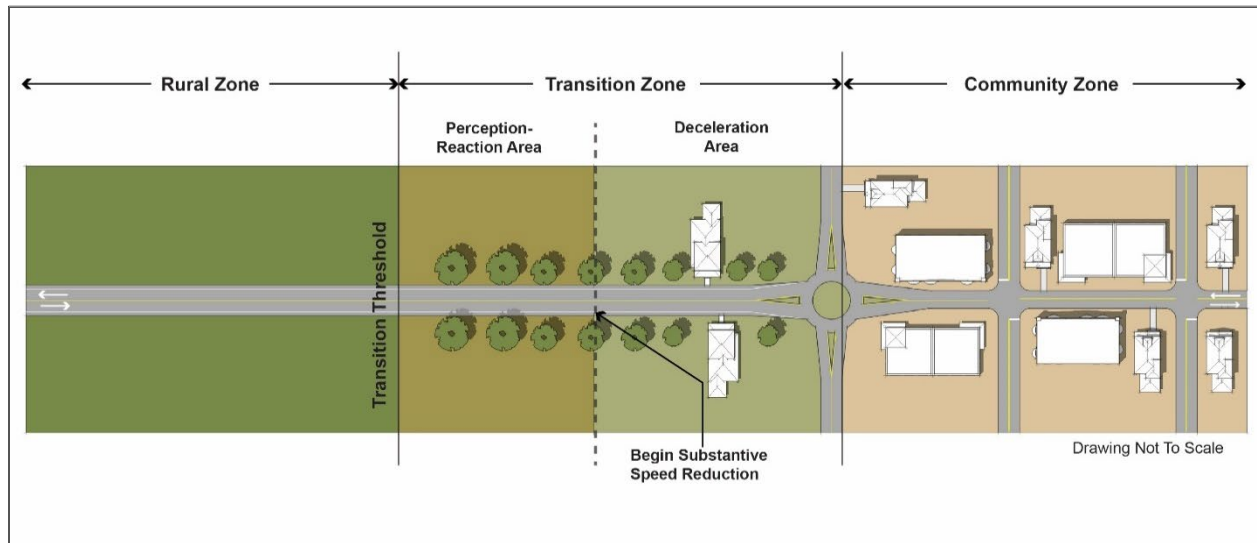 Rural Zone
Transition Zone
Community Zone
Perception-
Reaction Area
Deceleration
Area
Transition Threshold
Begin Substantive
Speed Reduction
Drawing Not To Scale